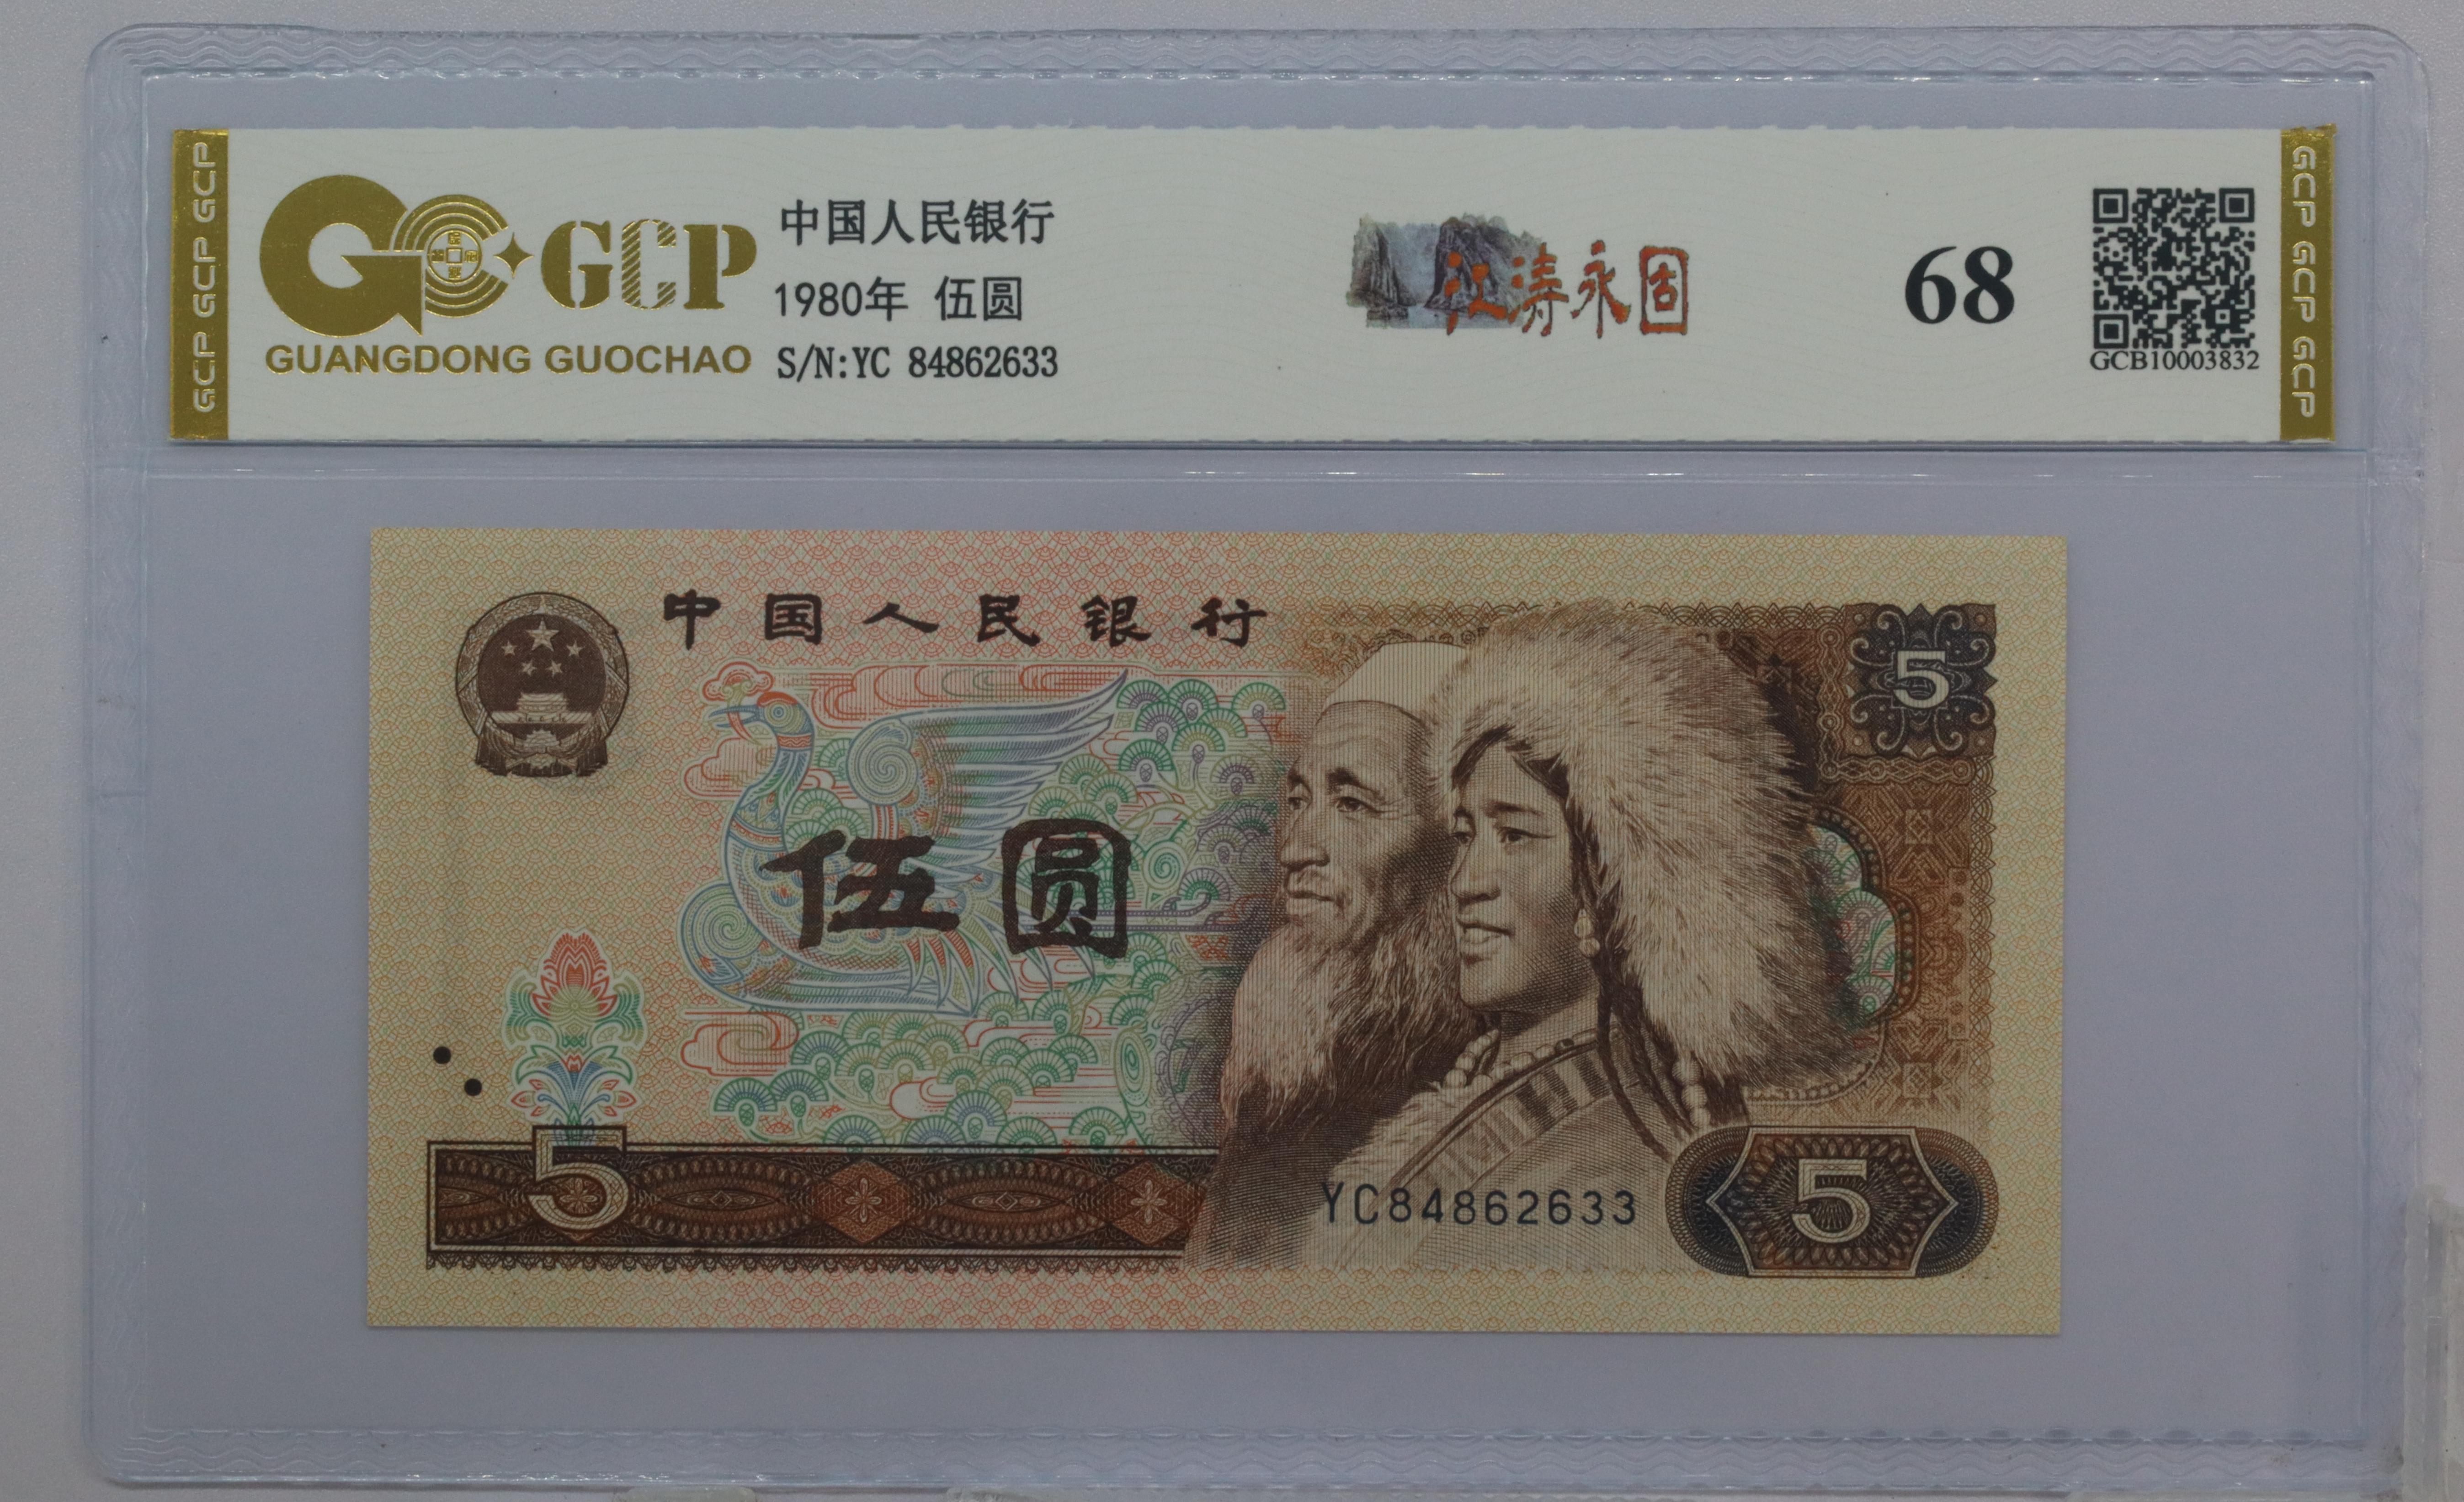 GCP GCP GCP
GCP
GUANGDONG GUOCHAO
中国人民银行
1980年 伍圆
S/N:YC 84862633
江涛永固
68
GCB10003832
GCP GCP GCP
中国人民银行
5
伍圆
5
YC84862633
5